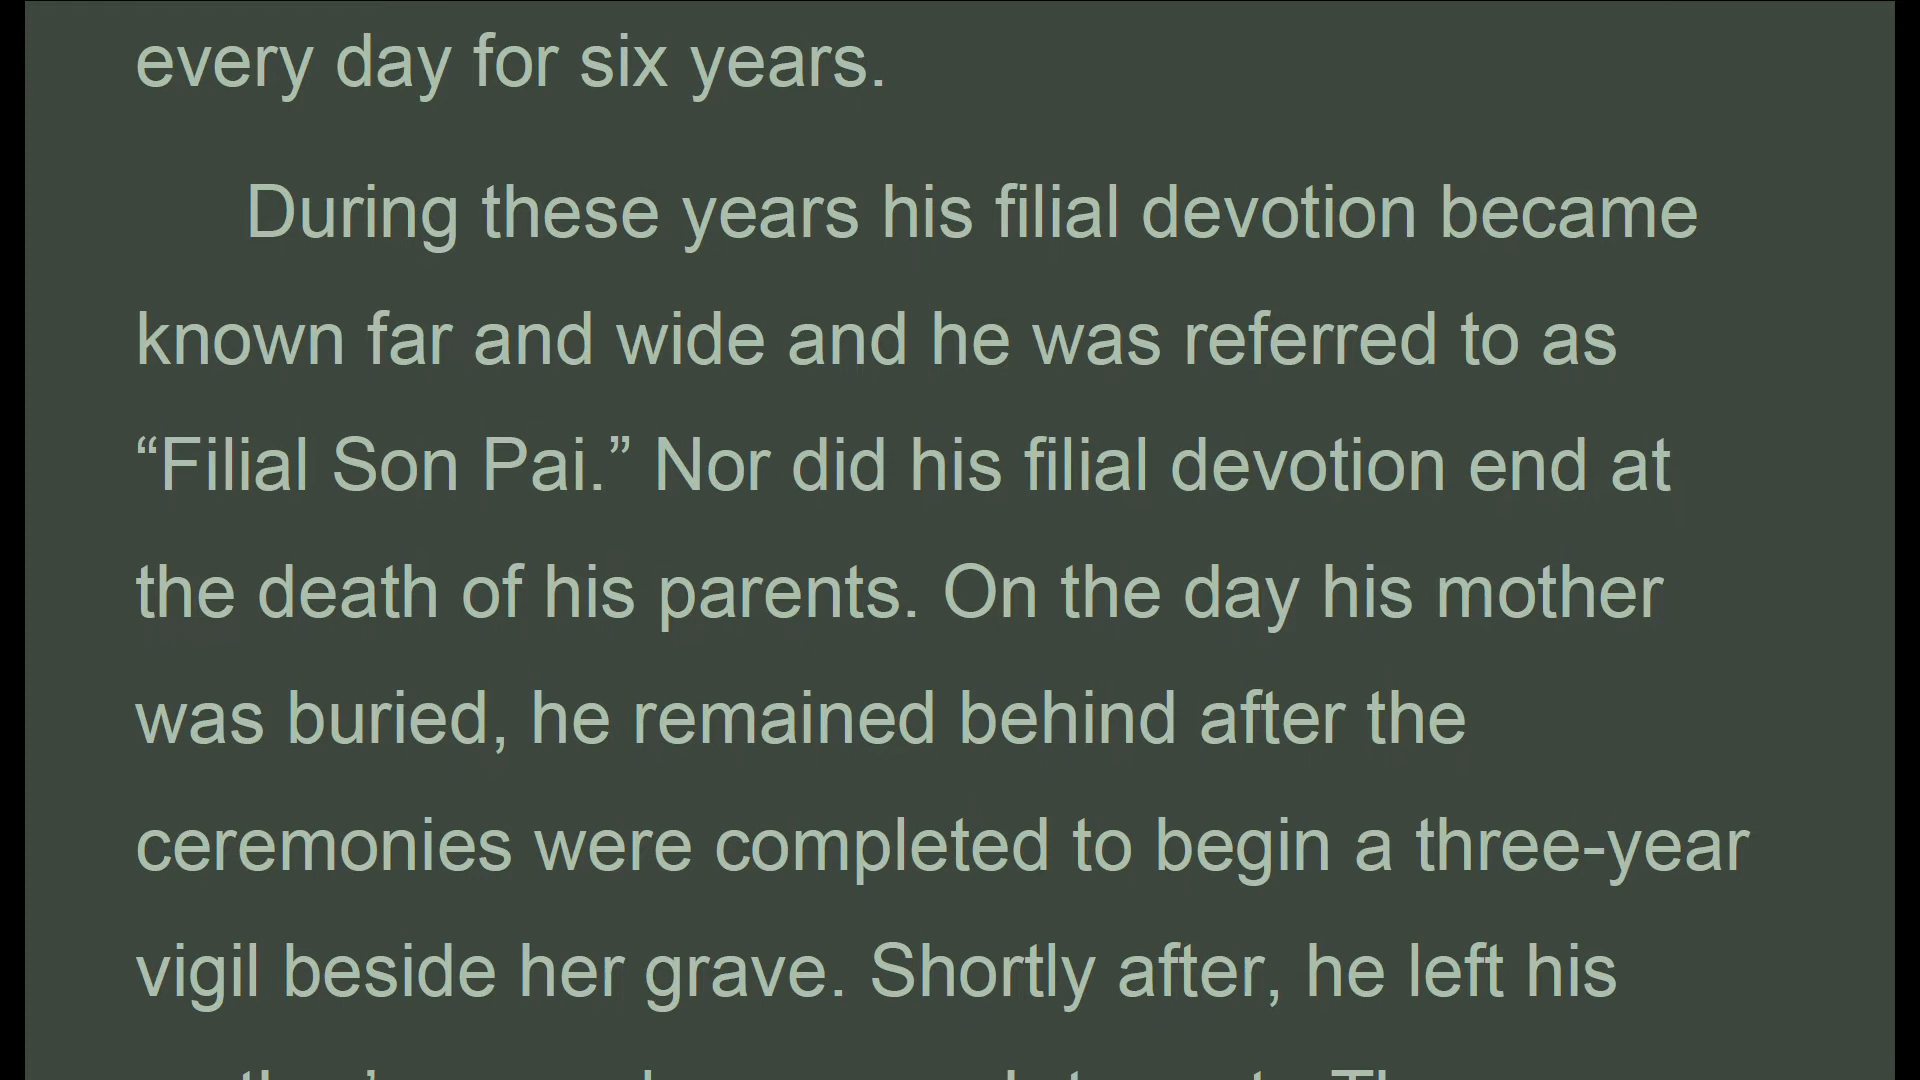 every day for six years.
During these years his filial devotion became
known far and wide and he was referred to as
“Filial Son Pai.” Nor did his filial devotion end at
the death of his parents. On the day his mother
was buried, he remained behind after the
ceremonies were completed to begin a three-year
vigil beside her grave. Shortly after, he left his